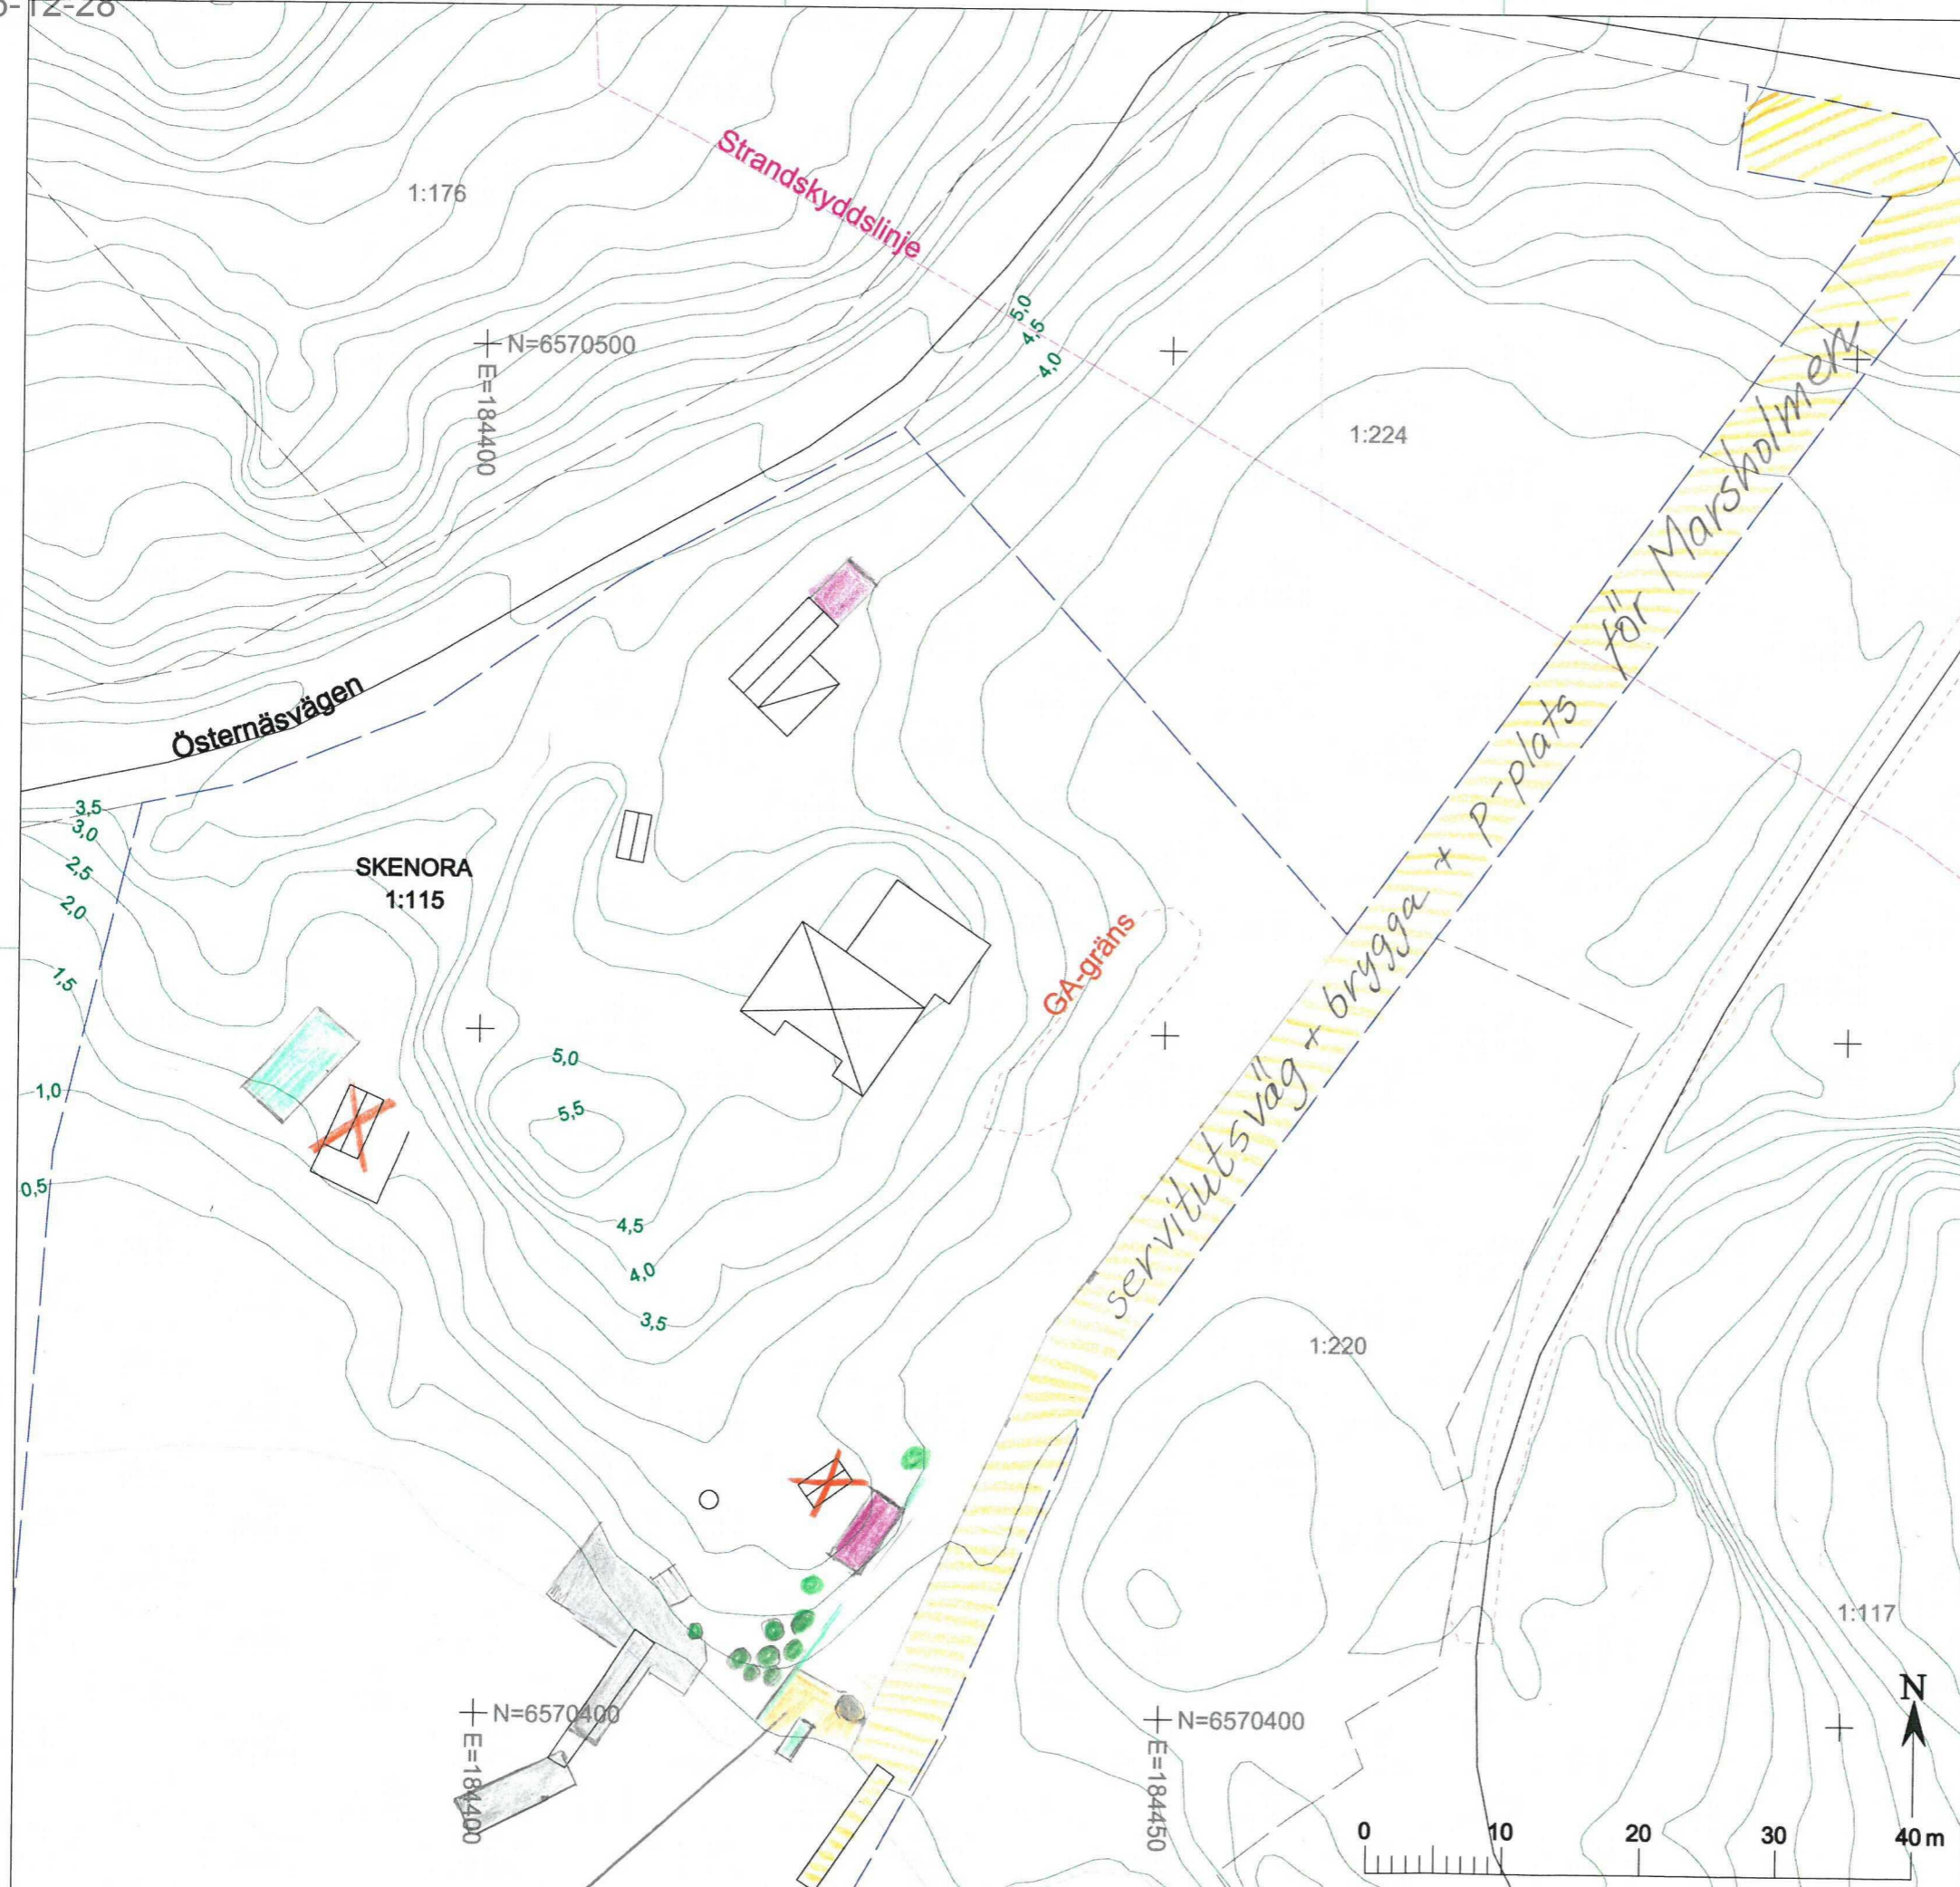 -12-28
1:176
Strandskyddslinje
N=6570500
E=184400
5,0
4,5
4,0
1:224
servitutsväg + brygga + p-plats för Marsholmen
Östernäsvägen
3,5
3,0
2,5
2,0
1,5
1,0
0,5
SKENORA
1:115
GA-gräns
5,0
5,5
4,5
4,0
3,5
1:220
1:117
N=6570400
E=184400
N=6570400
E=184450
N
0 10 20 30 40 m